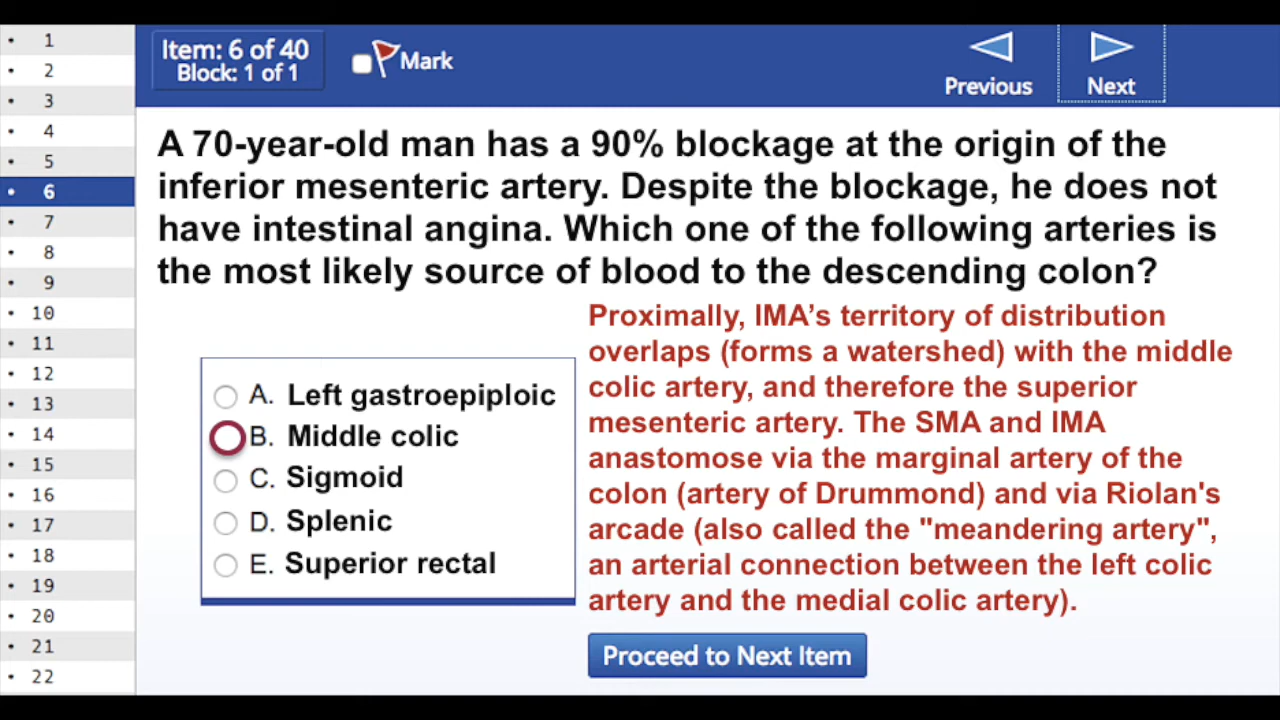 • 1
• 2
• 3
• 4
• 5
• 6
• 7
• 8
• 9
• 10
• 11
• 12
• 13
• 14
• 15
• 16
• 17
• 18
• 19
• 20
• 21
• 22
Item: 6 of 40
Block: 1 of 1
Mark
Previous
Next
A 70-year-old man has a 90% blockage at the origin of the
inferior mesenteric artery. Despite the blockage, he does not
have intestinal angina. Which one of the following arteries is
the most likely source of blood to the descending colon?
A. Left gastroepiploic
B. Middle colic
C. Sigmoid
D. Splenic
E. Superior rectal
Proximally, IMA's territory of distribution
overlaps (forms a watershed) with the middle
colic artery, and therefore the superior
mesenteric artery. The SMA and IMA
anastomose via the marginal artery of the
colon (artery of Drummond) and via Riolan's
arcade (also called the "meandering artery",
an arterial connection between the left colic
artery and the medial colic artery).
Proceed to Next Item